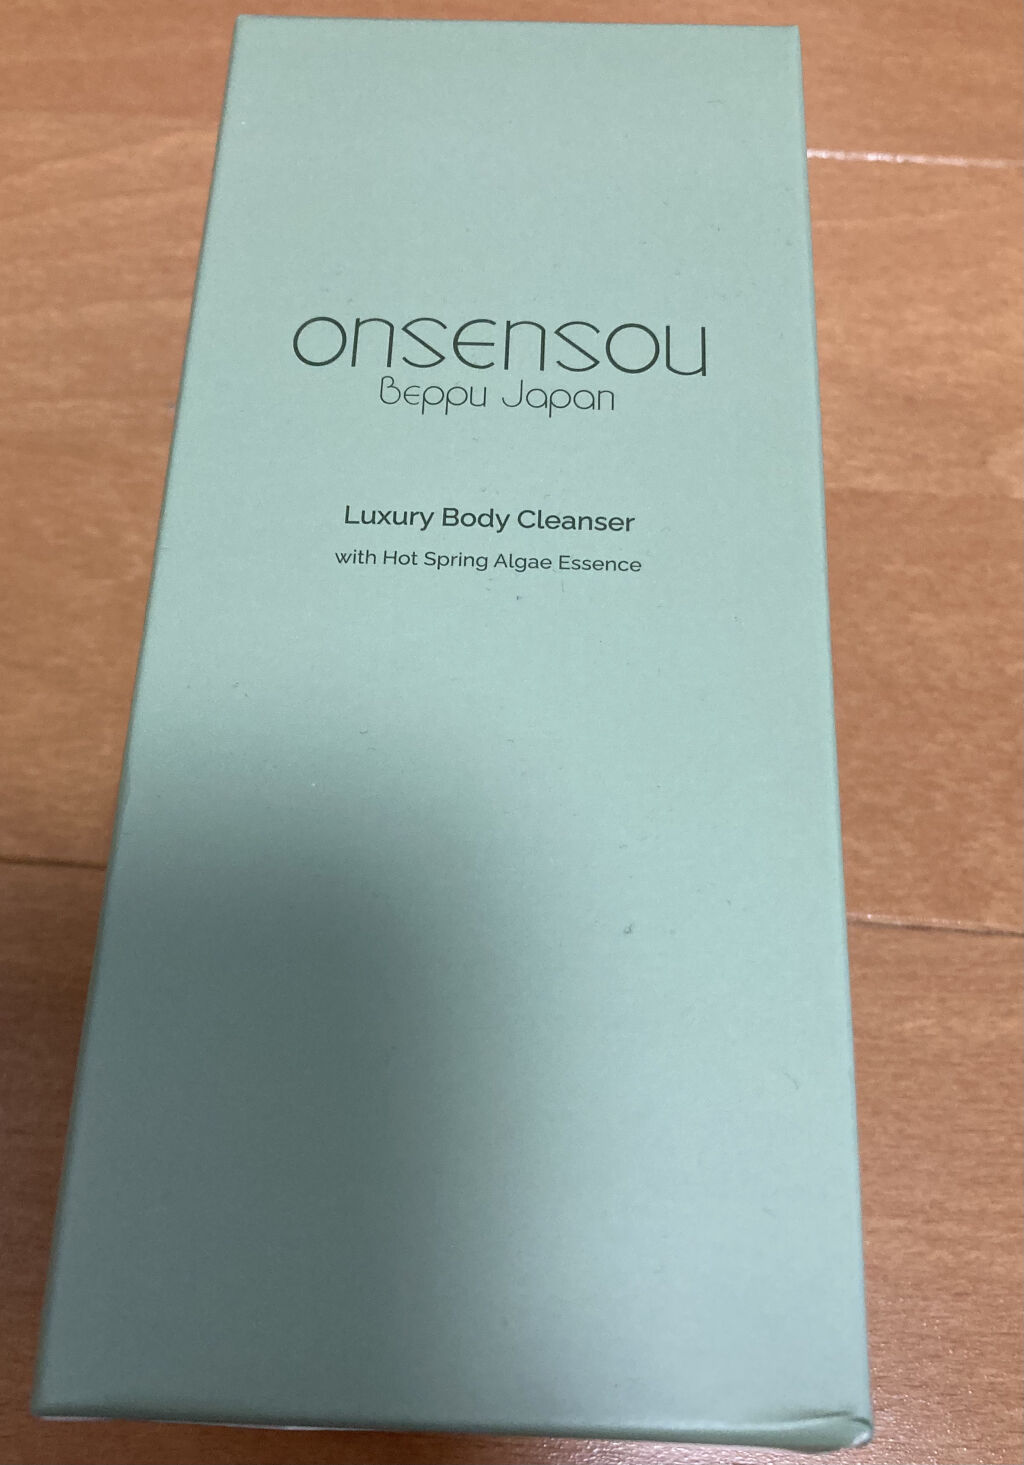 onsensou
Beppu Japan
Luxury Body Cleanser
with Hot Spring Algae Essence